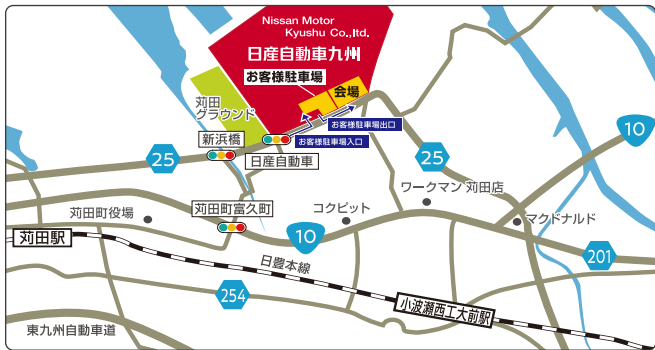 Nissan Motor
Kyushu Co.,ltd.
日産自動車九州
お客様駐車場
会場
苅田
グラウンド
お客様駐車場出口
10
新浜橋
お客様駐車場入口
25
日産自動車
25
ワークマン 苅田店
苅田町役場
苅田町富久町
コクピット
マクドナルド
苅田駅
10
201
日豊本線
254
小波瀬西工大前駅
東九州自動車道